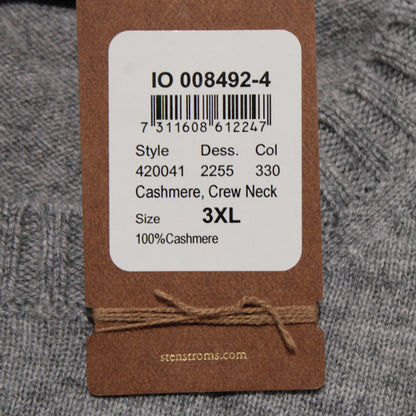 IO 008492-4
7 311608 612247
Style Dess. Col
420041 2255 330
Cashmere, Crew Neck
Size 3XL
100%Cashmere
stenstroms.com